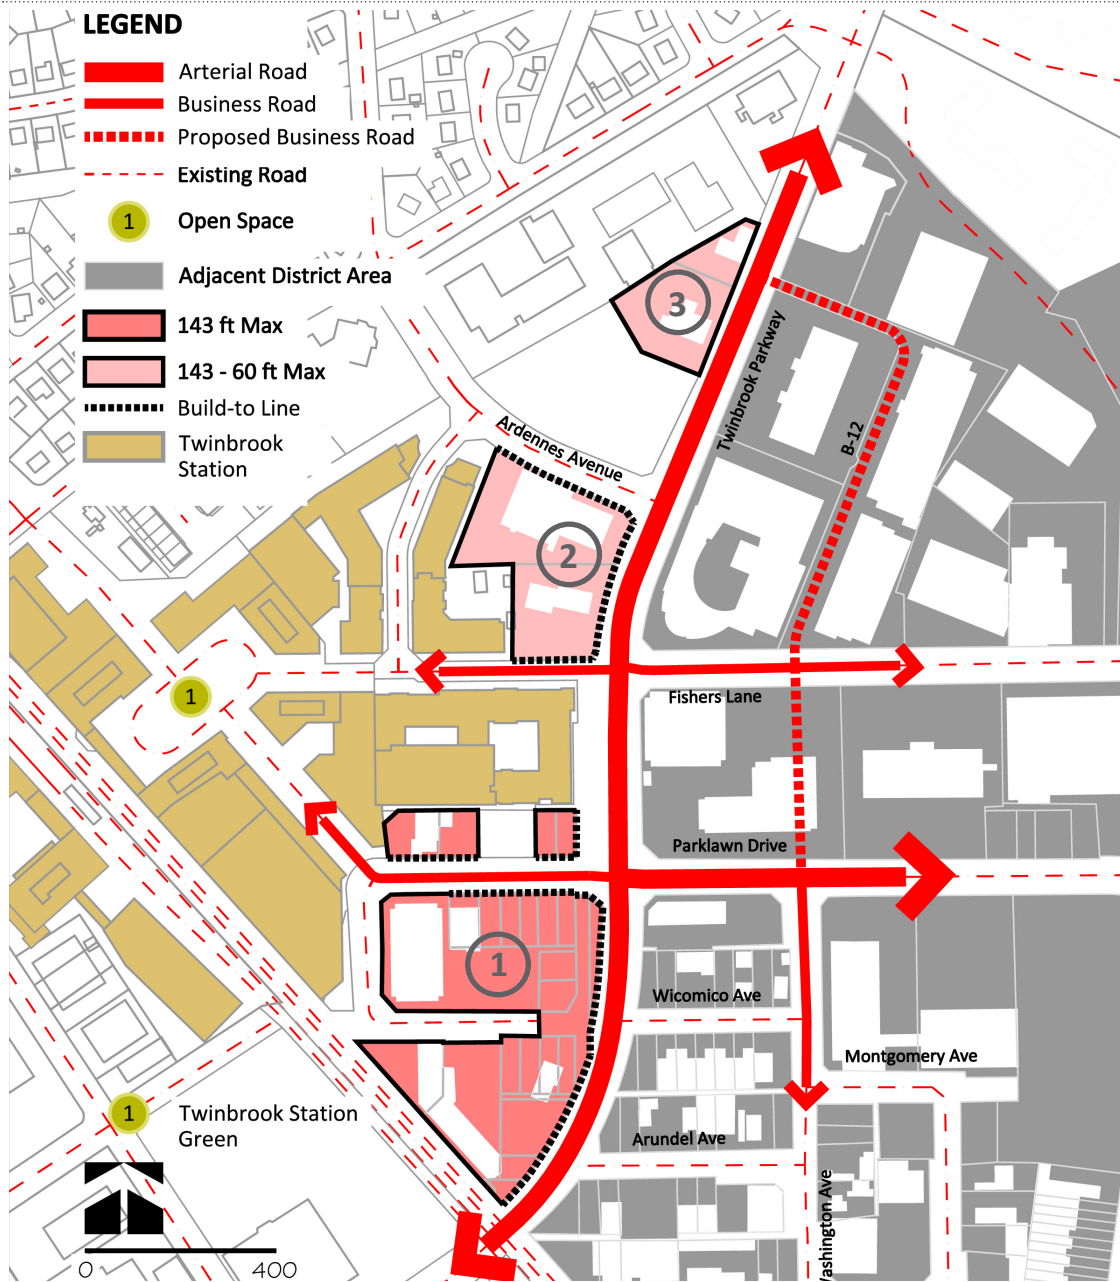 LEGEND
Arterial Road
Business Road
Proposed Business Road
Existing Road
1
Open Space
Adjacent District Area
143 ft Max
143 - 60 ft Max
Build-to Line
Twinbrook
Station
3
Twinbrook Parkway
Ardennes Avenue
B-12
2
1
Fishers Lane
Parklawn Drive
1
Wicomico Ave
Montgomery Ave
Arundel Ave
1
Twinbrook Station
Green
ashington Ave
0
400